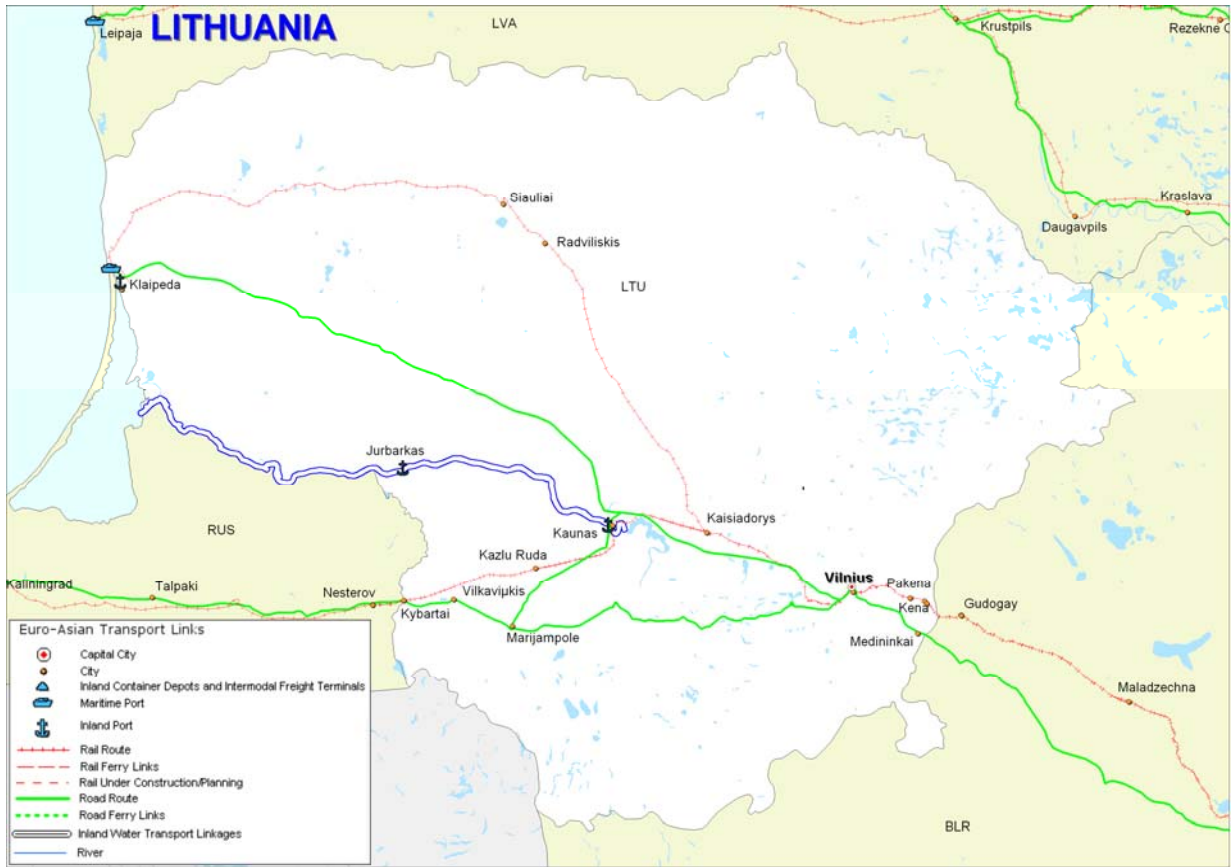 LVA
Krustpils
Rezekne
Leipaja
LITHUANIA
Siauliai
Kraslava
Daugavpils
Radviliskis
Klaipeda
LTU
Jurbarkas
RUS
Kaunas
Kaisiadorys
Kazlu Ruda
Kaliningrad
Talpaki
Nesterov
Kybartai
Vilkaviµkis
Vilnius
Pakena
Kena
Gudogay
Marijampole
Medininkai
Maladzechna
BLR
Euro-Asian Transport Links
Capital City
City
Inland Container Depots and Intermodal Freight Terminals
Maritime Port
Inland Port
Rail Route
Rail Ferry Links
Rail Under Construction/Planning
Road Route
Road Ferry Links
Inland Water Transport Linkages
River